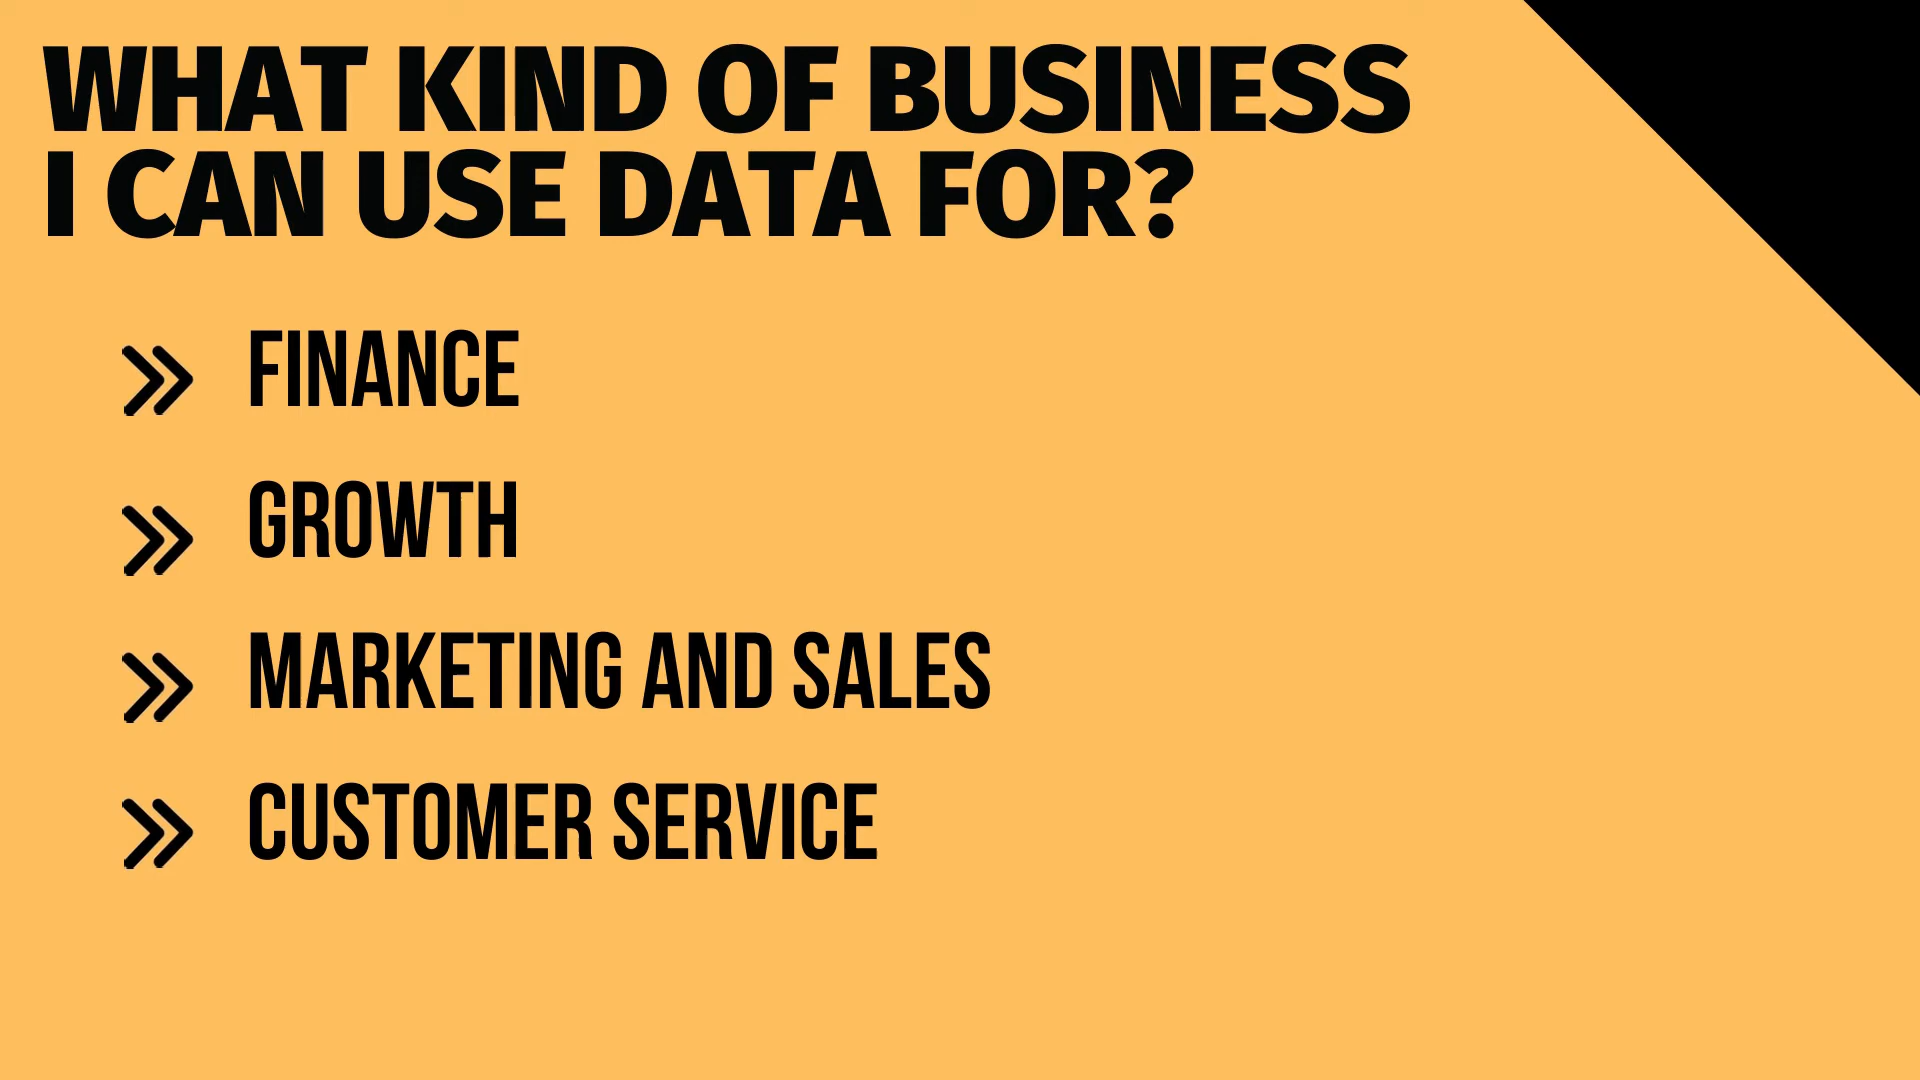 WHAT KIND OF BUSINESS
I CAN USE DATA FOR?
FINANCE
GROWTH
MARKETING AND SALES
CUSTOMER SERVICE